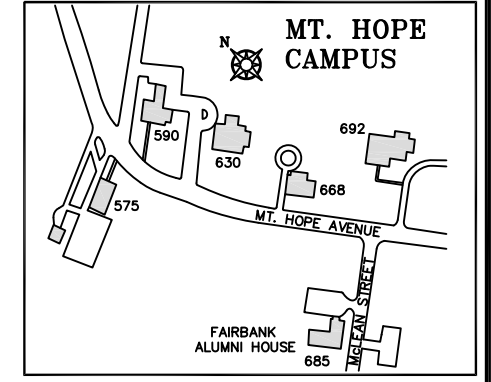 MT. HOPE
CAMPUS
N
590
630
692
668
575
MT. HOPE AVENUE
McLEAN STREET
FAIRBANK
ALUMNI HOUSE
685